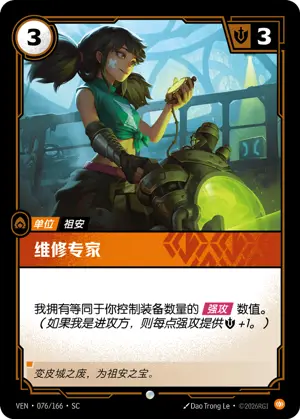 3
3
单位 祖安
维修专家
我拥有等同于你控制装备数量的 强攻 数值。
（如果我是进攻方，则每点强攻提供 +1。）
变皮城之废，为祖安之宝。
VEN • 076/166 • SC
Dao Trong Le • ©2026RGI